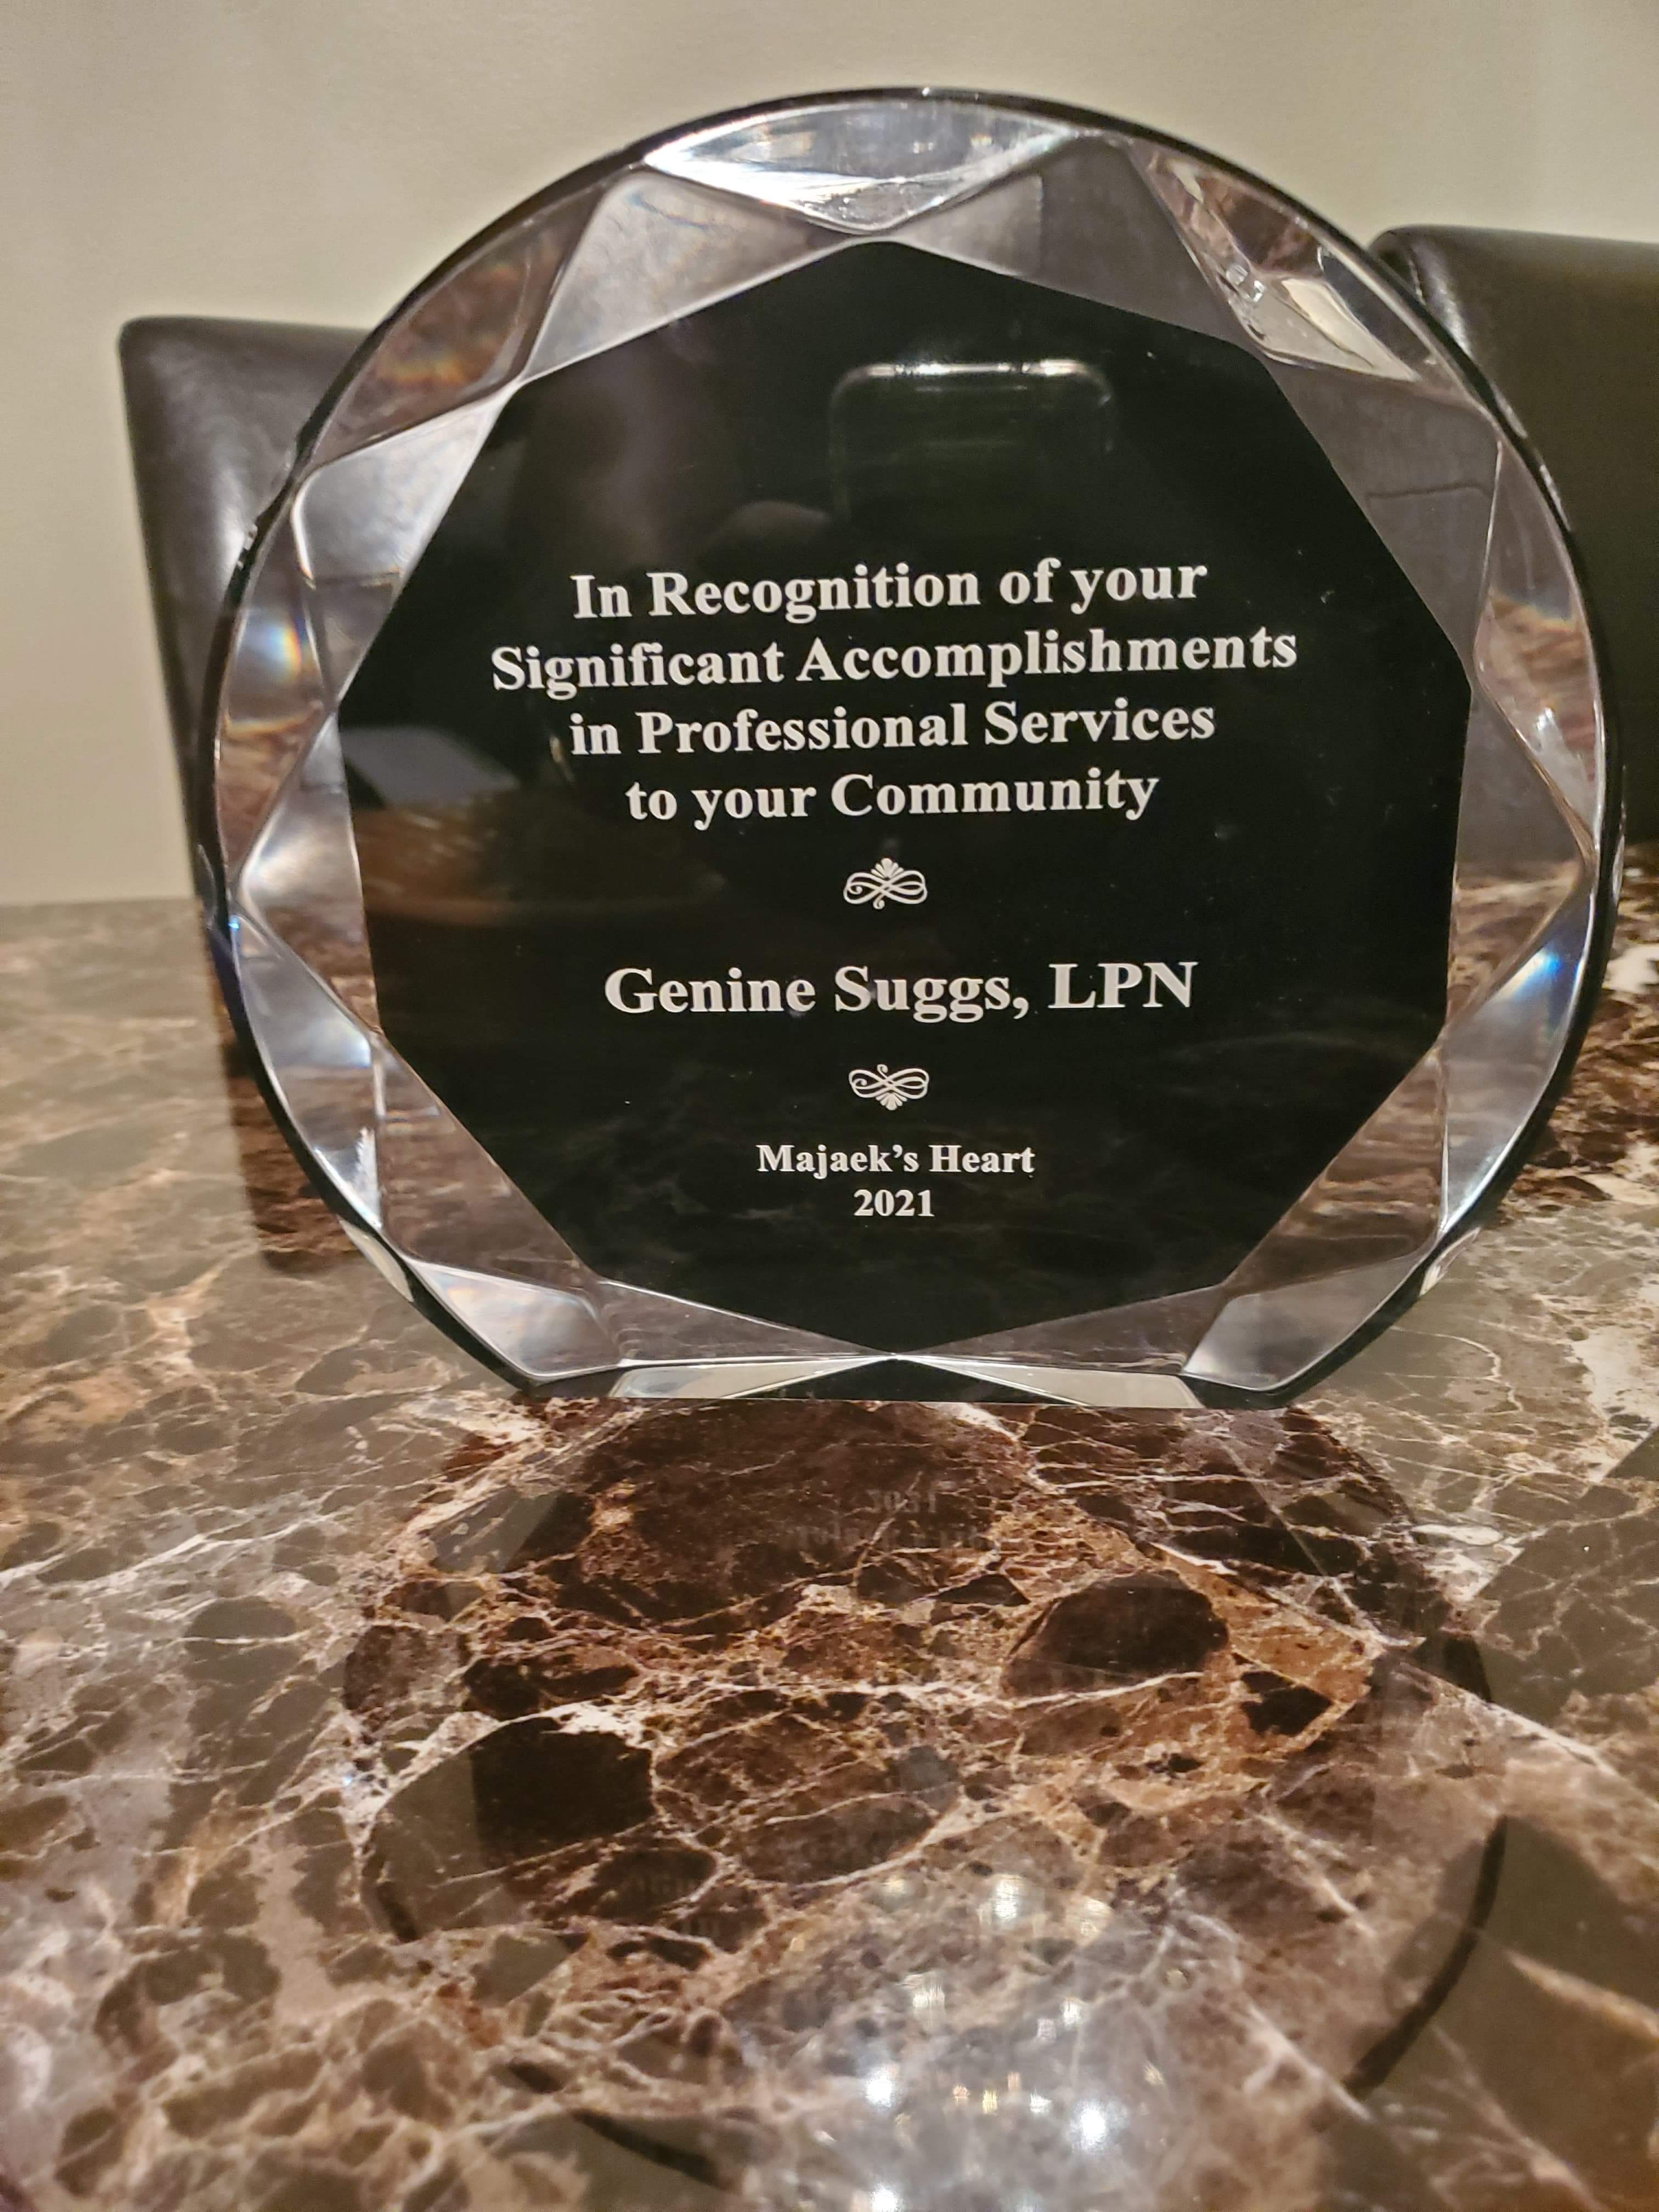 In Recognition of your
Significant Accomplishments
in Professional Services
to your Community
Genine Suggs, LPN
Majaek's Heart
2021